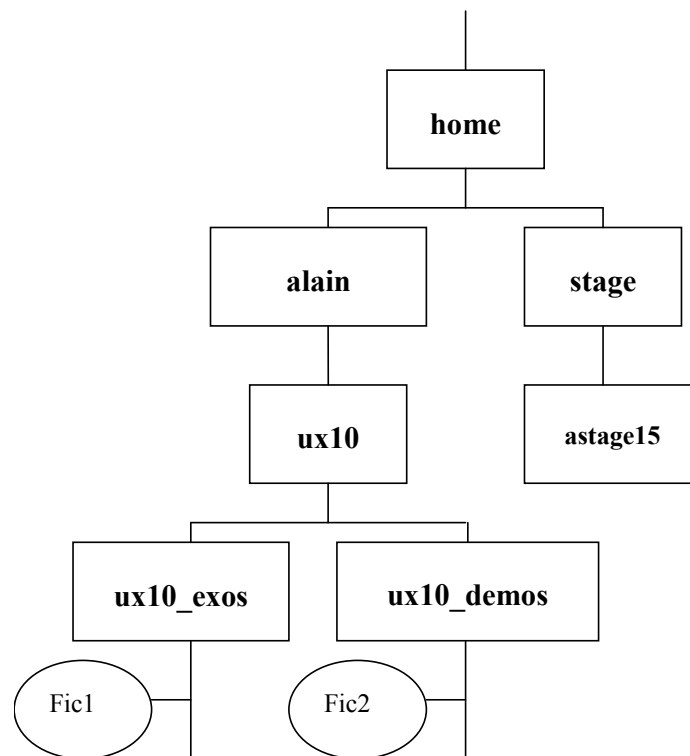 home
alain
stage
ux10
astage15
ux10_exos
ux10_demos
Fic1
Fic2